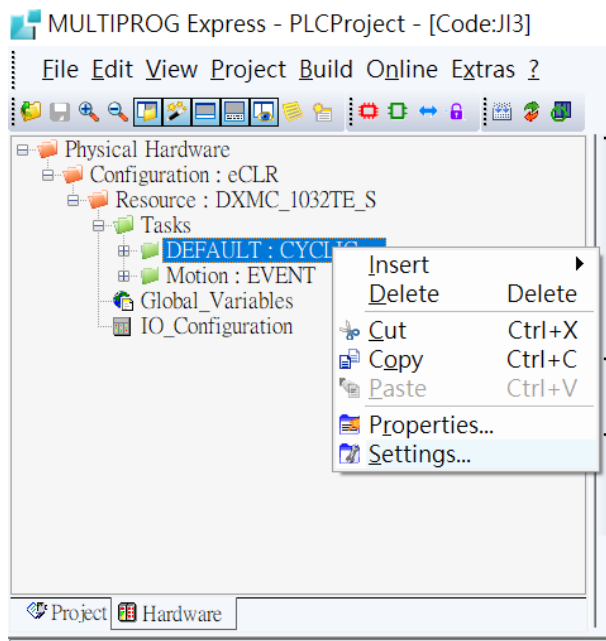 MULTIPROG Express - PLCProject - [Code:JI3]
File Edit View Project Build Online Extras ?
Physical Hardware
Configuration : eCLR
Resource : DXMC_1032TE_S
Tasks
DEFAULT : CYCLIC
Motion : EVENT
Global_Variables
IO_Configuration
Insert
Delete Delete
Cut Ctrl+X
Copy Ctrl+C
Paste Ctrl+V
Properties...
Settings...
Project Hardware